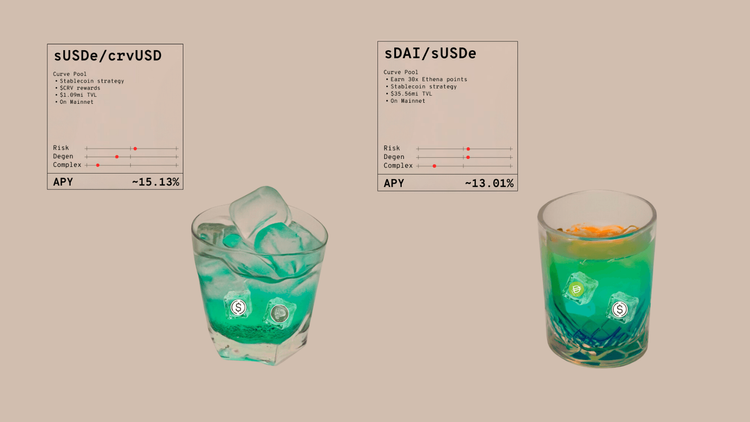 sUSDe/crvUSD
Curve Pool
• Stablecoin strategy
• $CRV rewards
• $1.09mi TVL
• On Mainnet
Risk
Degen
Complex
APY ~15.13%
sDAI/sUSDe
Curve Pool
• Earn 30x Ethena points
• Stablecoin strategy
• $35.56mi TVL
• On Mainnet
Risk
Degen
Complex
APY ~13.01%
$
$